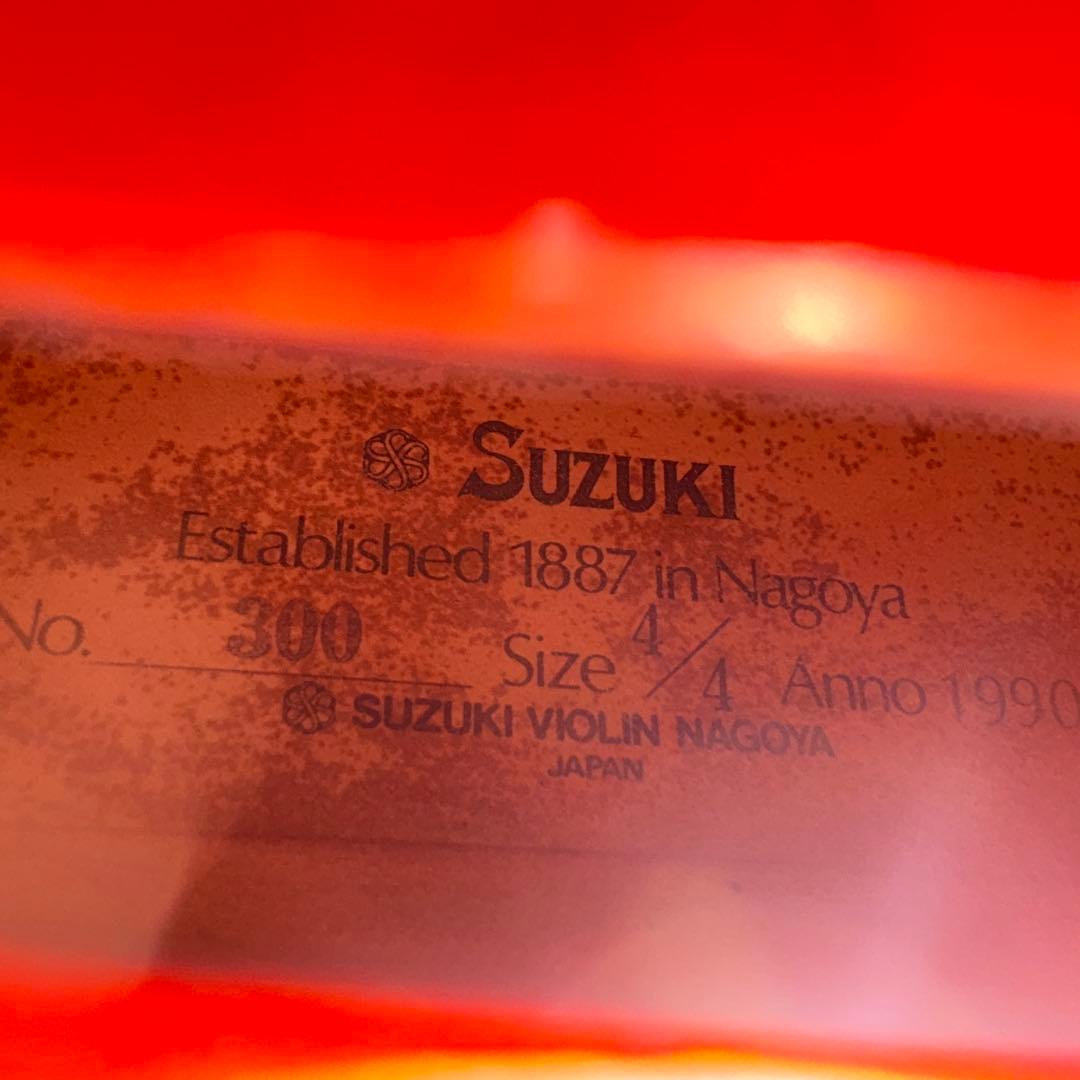 SUZUKI
Established 1887 in Nagoya
No. 300 Size 4/4 Anno 1990
SUZUKI VIOLIN NAGOYA
JAPAN